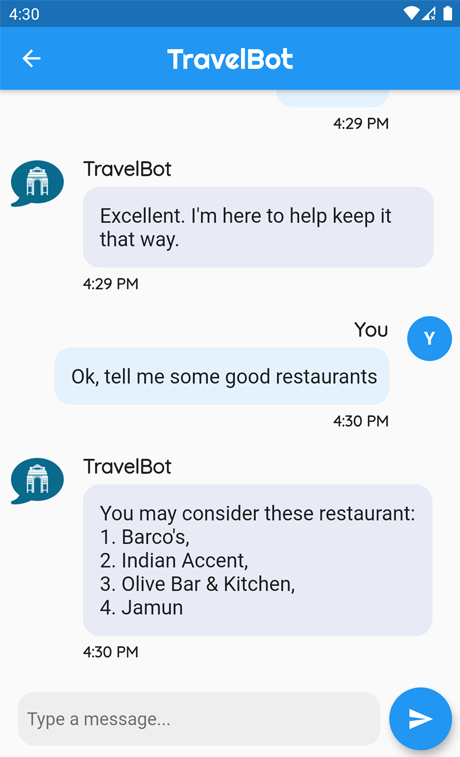 4:30
TravelBot
4:29 PM
TravelBot
Excellent. I'm here to help keep it
that way.
4:29 PM
You
Y
Ok, tell me some good restaurants
4:30 PM
TravelBot
You may consider these restaurant:
1. Barco's,
2. Indian Accent,
3. Olive Bar & Kitchen,
4. Jamun
4:30 PM
Type a message...